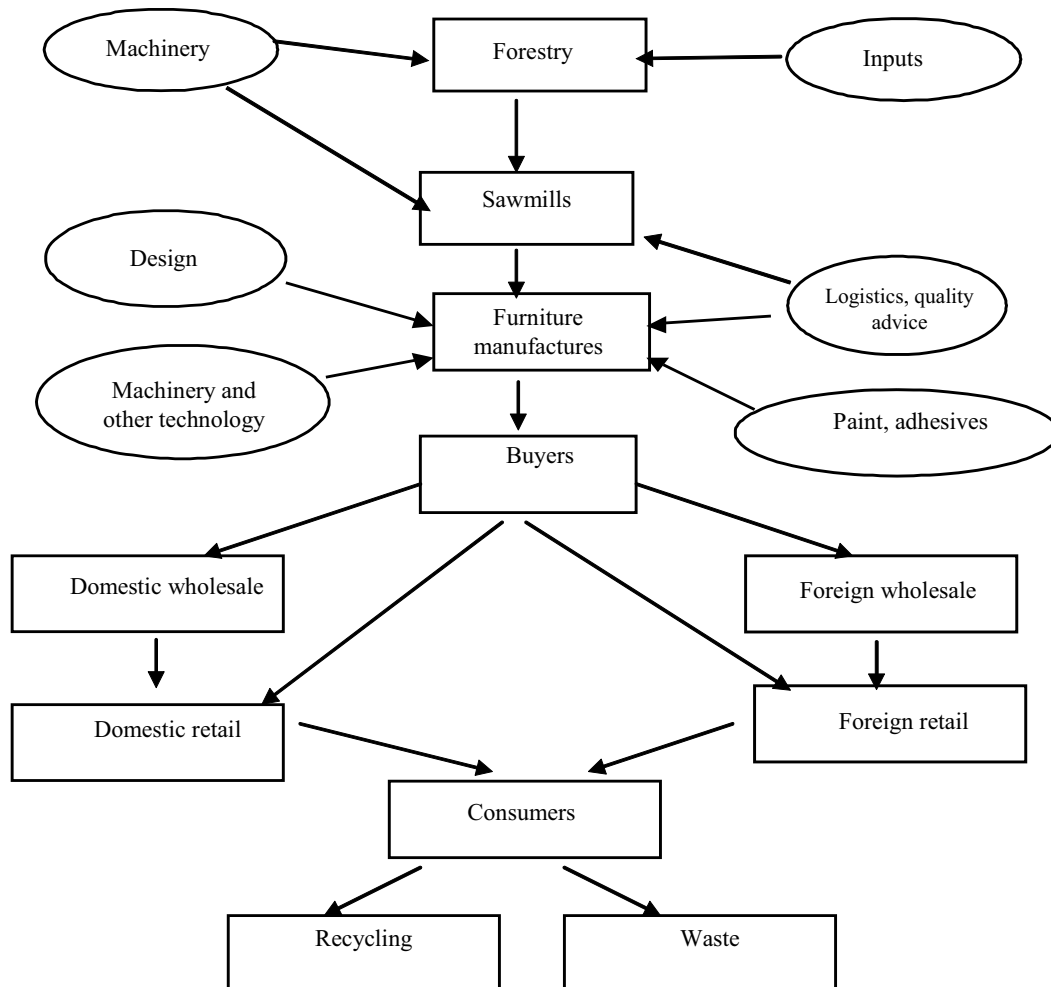 Machinery
Forestry
Inputs
Sawmills
Design
Logistics, quality
advice
Furniture
manufactures
Machinery and
other technology
Paint, adhesives
Buyers
Domestic wholesale
Foreign wholesale
Domestic retail
Foreign retail
Consumers
Recycling
Waste